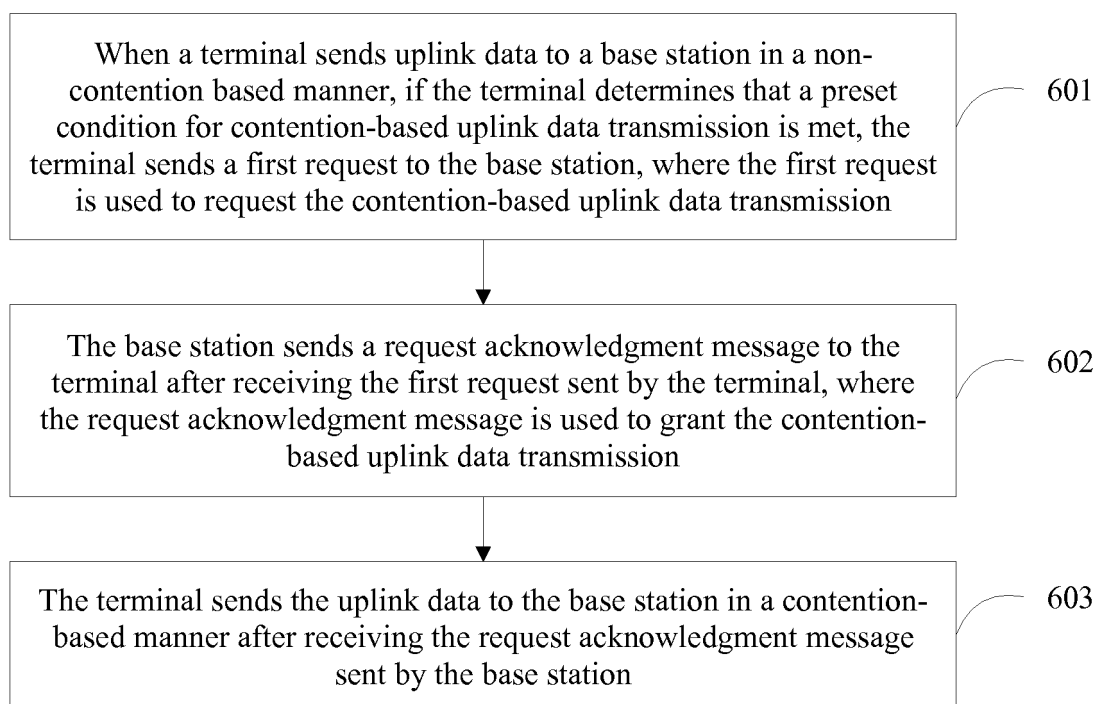 When a terminal sends uplink data to a base station in a non-
contention based manner, if the terminal determines that a preset
condition for contention-based uplink data transmission is met, the
terminal sends a first request to the base station, where the first request
is used to request the contention-based uplink data transmission
601
The base station sends a request acknowledgment message to the
terminal after receiving the first request sent by the terminal, where
the request acknowledgment message is used to grant the contention-
based uplink data transmission
602
The terminal sends the uplink data to the base station in a contention-
based manner after receiving the request acknowledgment message
sent by the base station
603